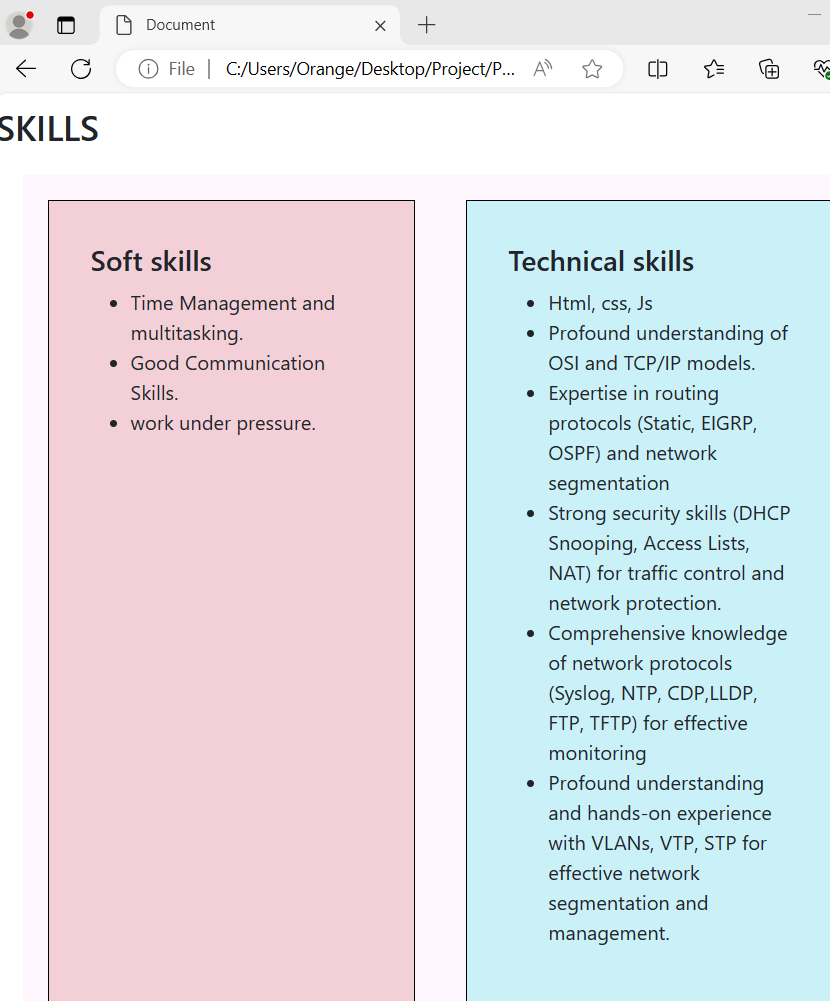 Document
File
C:/Users/Orange/Desktop/Project/P...
SKILLS
Soft skills
Time Management and
multitasking.
Good Communication
Skills.
work under pressure.
Technical skills
Html, css, Js
Profound understanding of
OSI and TCP/IP models.
Expertise in routing
protocols (Static, EIGRP,
OSPF) and network
segmentation
Strong security skills (DHCP
Snooping, Access Lists,
NAT) for traffic control and
network protection.
Comprehensive knowledge
of network protocols
(Syslog, NTP, CDP,LLDP,
FTP, TFTP) for effective
monitoring
Profound understanding
and hands-on experience
with VLANs, VTP, STP for
effective network
segmentation and
management.